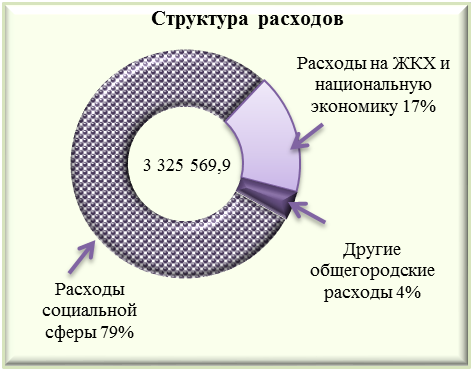 Структура расходов
Расходы на ЖКХ и
национальную
экономику 17%
3 325 569,9
Другие
общегородские
расходы 4%
Расходы
социальной
сферы 79%